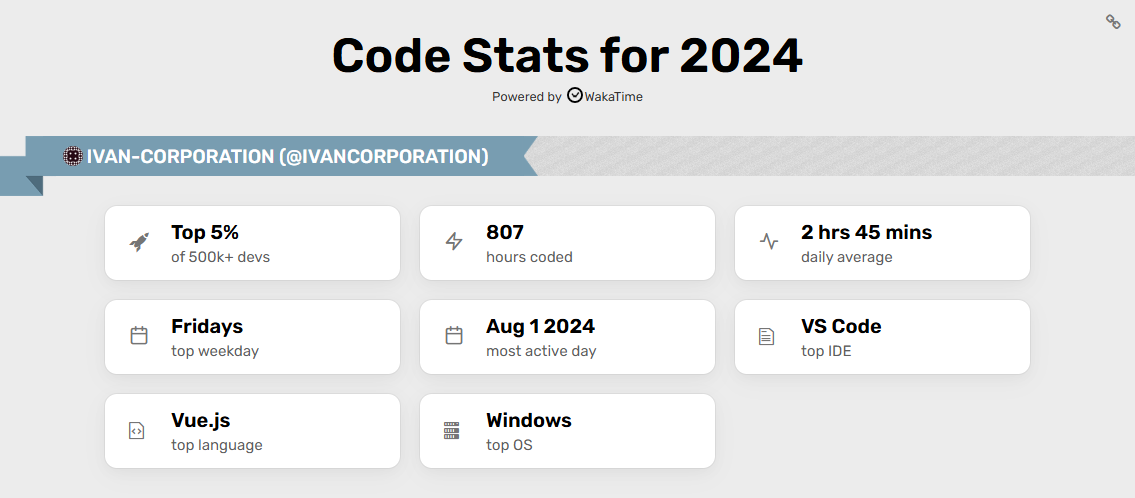 Code Stats for 2024
Powered by WakaTime
IVAN-CORPORATION (@IVANCORPORATION)
Top 5%
of 500k+ devs
807
hours coded
2 hrs 45 mins
daily average
Fridays
top weekday
Aug 1 2024
most active day
VS Code
top IDE
Vue.js
top language
Windows
top OS